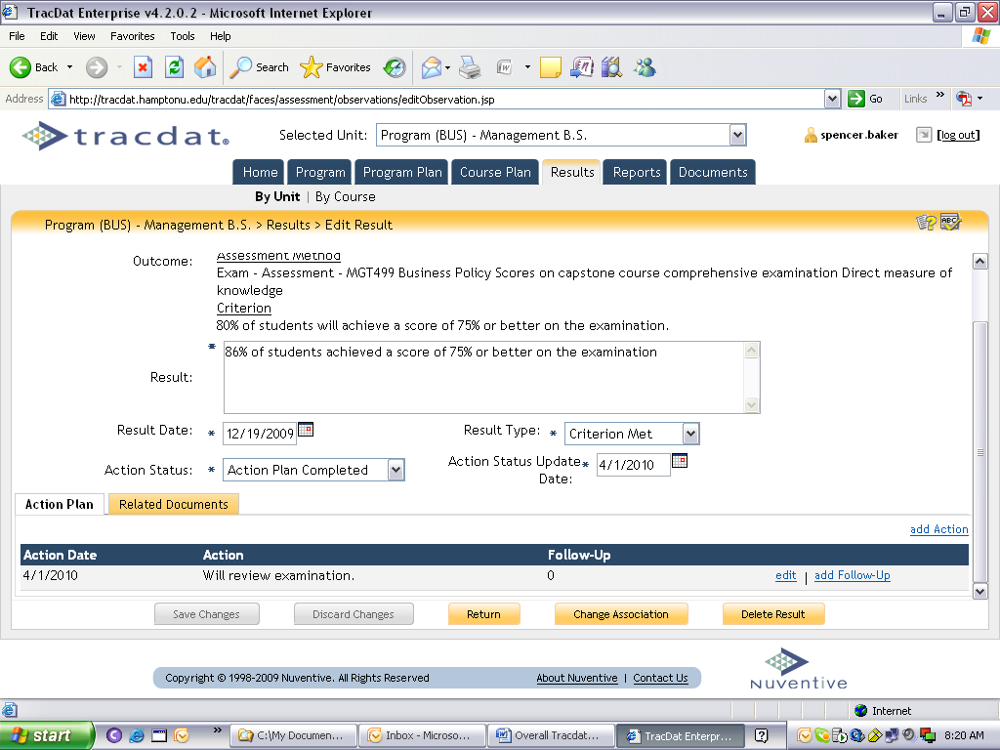 TracDat Enterprise v4.2.0.2 - Microsoft Internet Explorer
File Edit View Favorites Tools Help
Back Search Favorites
Address http://tracdat.hamptonu.edu/tracdat/faces/assessment/observations/editObservation.jsp Go Links »
tracdat. Selected Unit: Program (BUS) - Management B.S. spencer.baker [log out]
Home Program Program Plan Course Plan Results Reports Documents
By Unit | By Course
Program (BUS) - Management B.S. > Results > Edit Result ABC
Outcome: Assessment Method
Exam - Assessment - MGT499 Business Policy Scores on capstone course comprehensive examination Direct measure of
knowledge
Criterion
80% of students will achieve a score of 75% or better on the examination.
* 86% of students achieved a score of 75% or better on the examination
Result:
Result Date: * 12/19/2009 Result Type: * Criterion Met
Action Status: * Action Plan Completed Action Status Update * 4/1/2010
Date:
Action Plan Related Documents
add Action
Action Date Action Follow-Up
4/1/2010 Will review examination. 0 edit | add Follow-Up
Save Changes Discard Changes Return Change Association Delete Result
Copyright © 1998-2009 Nuventive. All Rights Reserved About Nuventive | Contact Us
NUVENTIVE
Internet
start » C:\My Documen... Inbox - Microso... Overall Tracdat... TracDat Enterpr... 8:20 AM